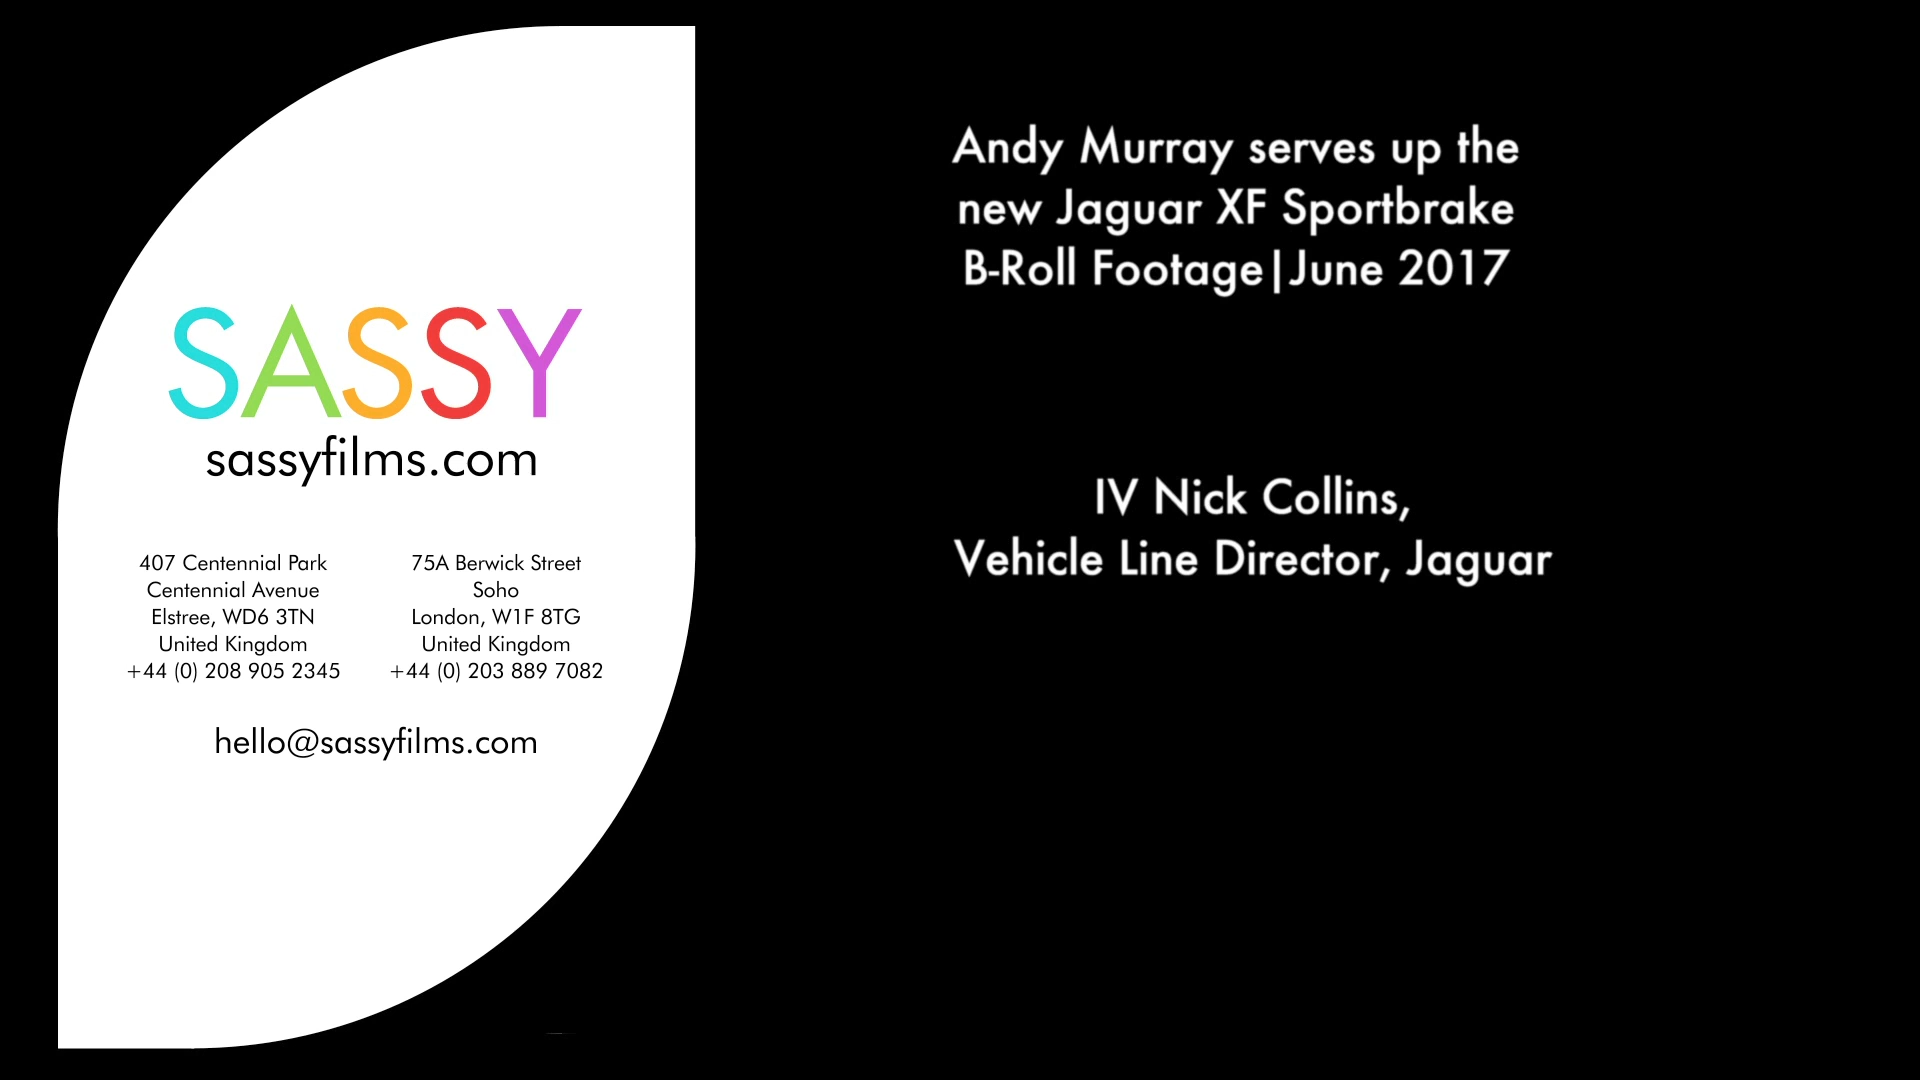 SASSY
sassyfilms.com
407 Centennial Park
Centennial Avenue
Elstree, WD6 3TN
United Kingdom
+44 (0) 208 905 2345
75A Berwick Street
Soho
London, W1F 8TG
United Kingdom
+44 (0) 203 889 7082
hello@sassyfilms.com
Andy Murray serves up the
new Jaguar XF Sportbrake
B-Roll Footage|June 2017
IV Nick Collins,
Vehicle Line Director, Jaguar